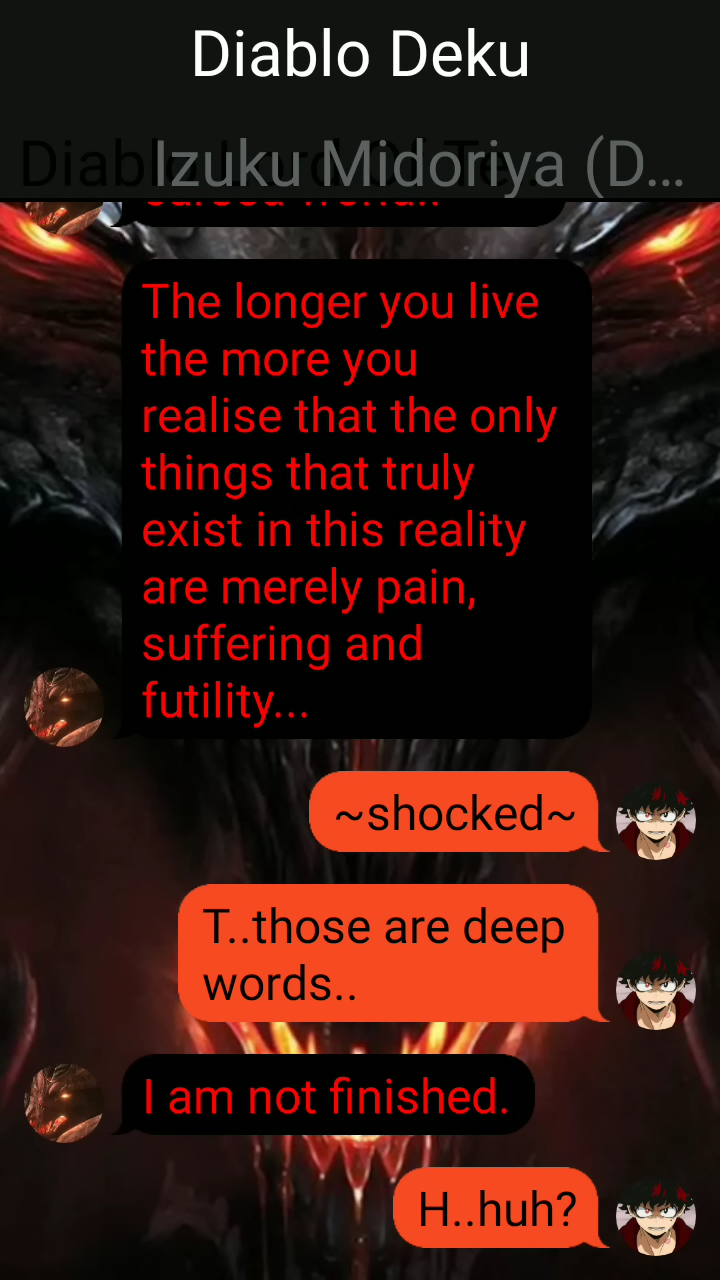 Diablo Deku
Izuku Midoriya (D...
The longer you live
the more you
realise that the only
things that truly
exist in this reality
are merely pain,
suffering and
futility...
~shocked~
T..those are deep
words..
I am not finished.
H..huh?